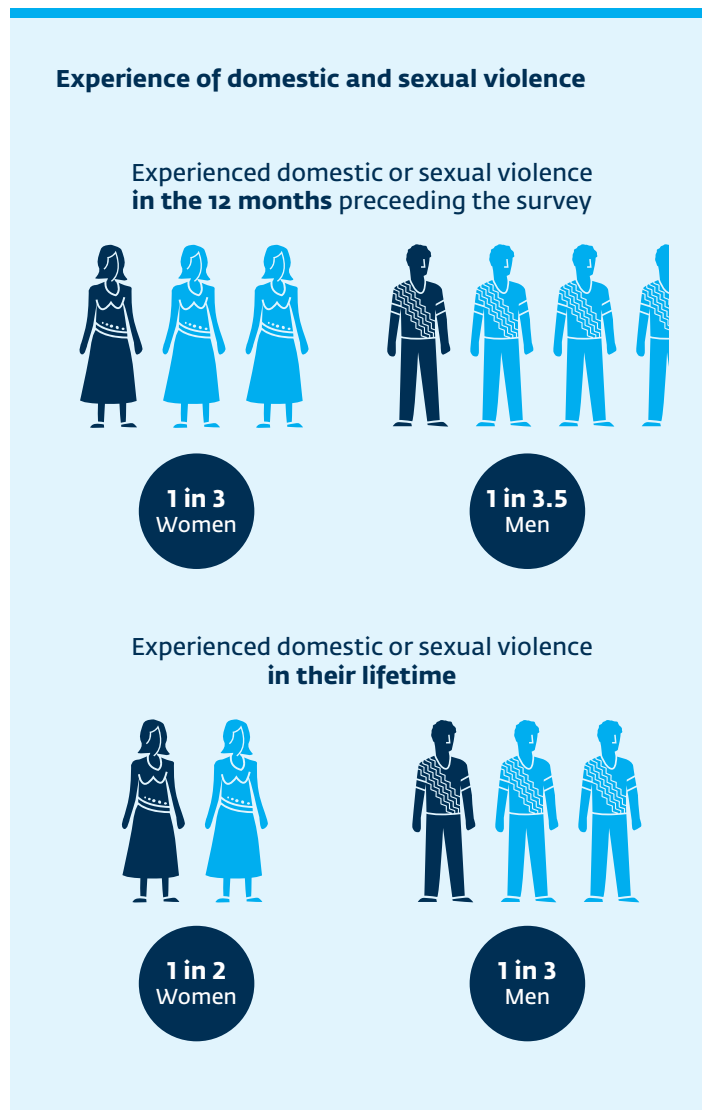 Experience of domestic and sexual violence
Experienced domestic or sexual violence
in the 12 months preceeding the survey
1 in 3
Women
1 in 3.5
Men
Experienced domestic or sexual violence
in their lifetime
1 in 2
Women
1 in 3
Men